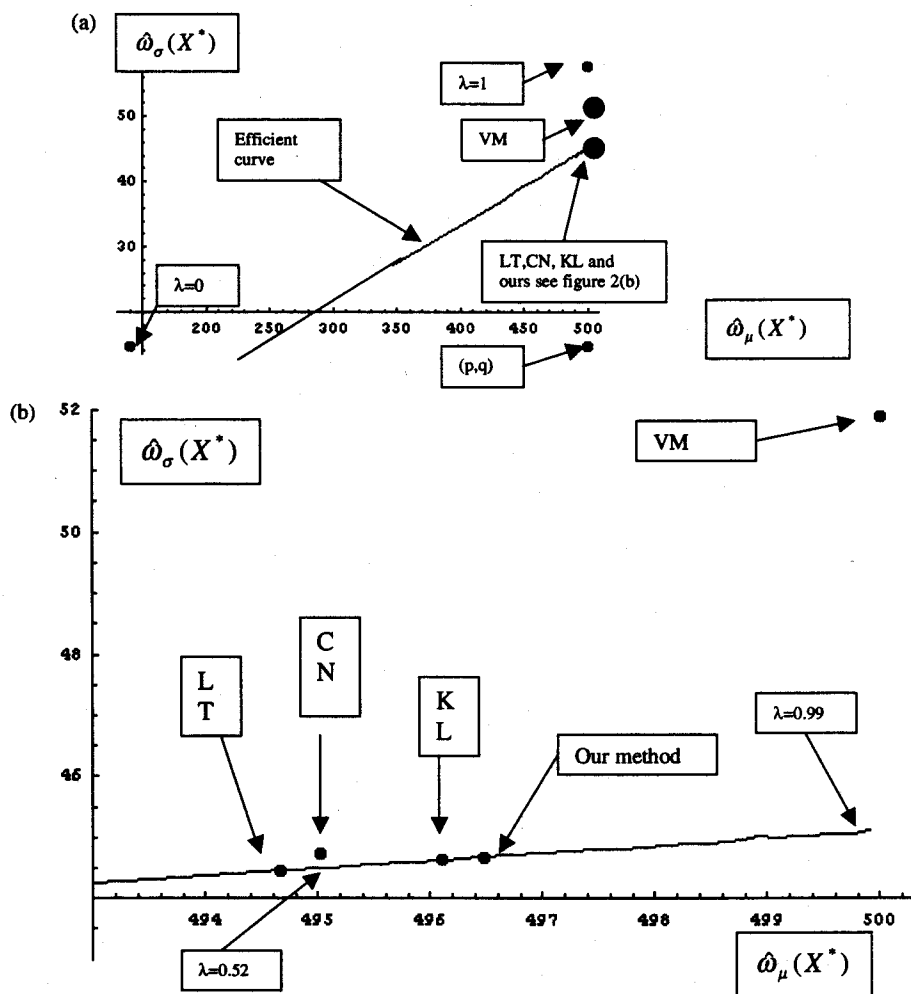 (a)
ω̂σ(X*)
λ=1
50
VM
Efficient
curve
40
LT,CN, KL and
ours see figure 2(b)
30
λ=0
200 250 300 350 400 450 500
ω̂μ(X*)
(p,q)
(b)
52
ω̂σ(X*)
VM
50
48
C
N
L
T
K
L
λ=0.99
Our method
46
494 495 496 497 498 499 500
λ=0.52
ω̂μ(X*)